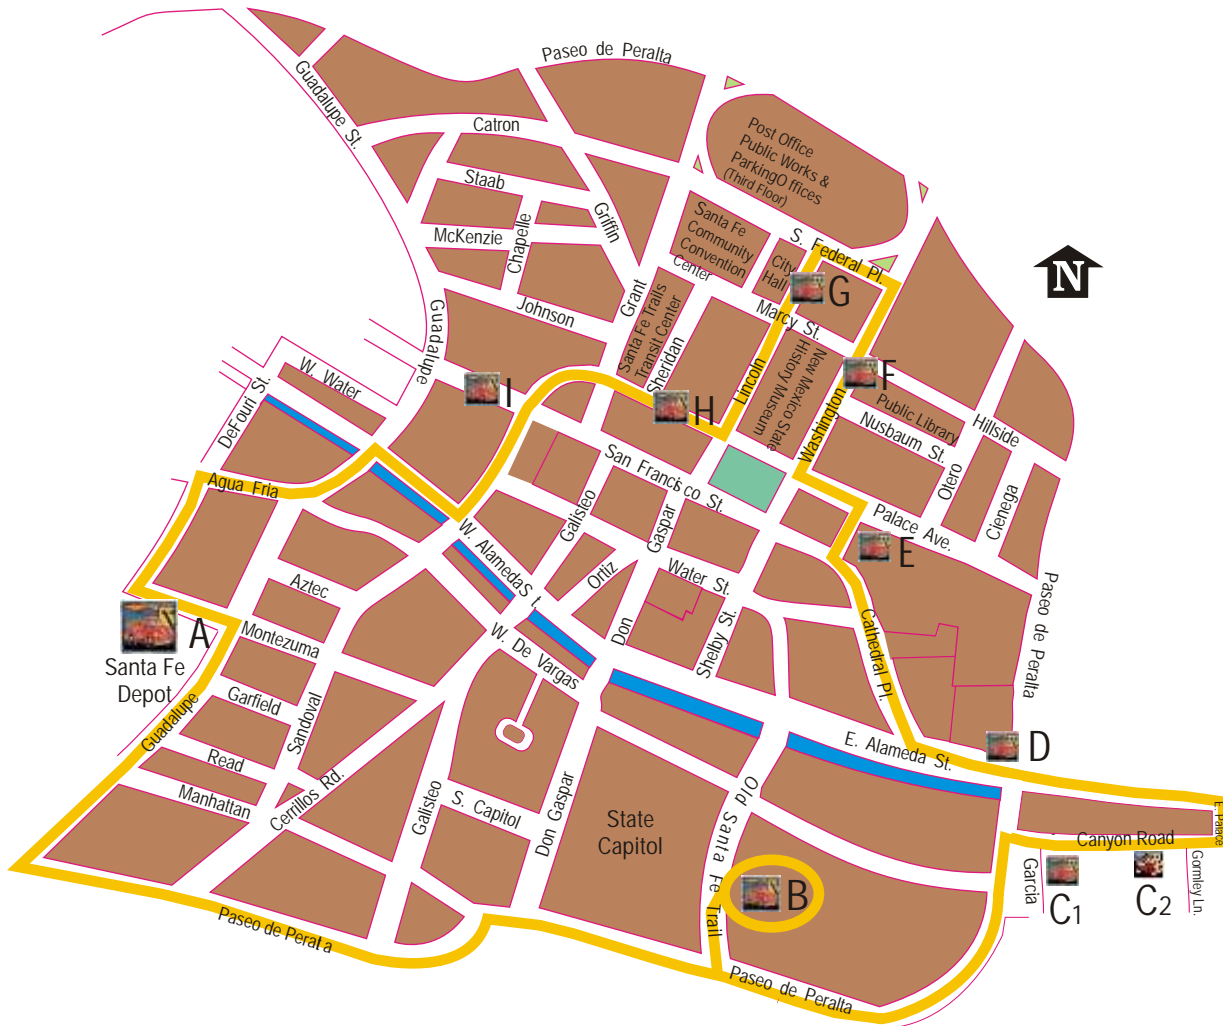 Paseo de Peralta
Guadalupe St.
Catron
Post Office
Public Works &
ParkingO ffices
(Third Floor)
Staab
Griffin
Chapelle
McKenzie
Santa Fe
Community
Convention
Center
S. Federal Pl.
City
Hall
G
N
Grant
Johnson
Guadalupe
Santa Fe Trails
Transit Center
Sheridan
Marcy St.
Lincoln
New Mexico State
History Museum
F
Washington
Public Library
Hillside
Nusbaum St.
Otero
Cienega
W. Water
DeFouri St.
I
H
San Francisco St.
Agua Fria
Galisteo
Gaspar
Palace Ave.
E
W. Alameda St.
Ortiz
Water St.
Aztec
Don
Shelby St.
Cathedral Pl.
Paseo de Peralta
A
Santa Fe
Depot
Montezuma
W. De Vargas
Garfield
Sandoval
Guadalupe
D
E. Alameda St.
Read
Manhattan
Cerrillos Rd.
Galisteo
S. Capitol
Don Gaspar
State
Capitol
Old Santa Fe Trail
E. Palace
Canyon Road
B
Garcia
C1
C2
Gormley Ln.
Paseo de Peralta
Paseo de Peralta